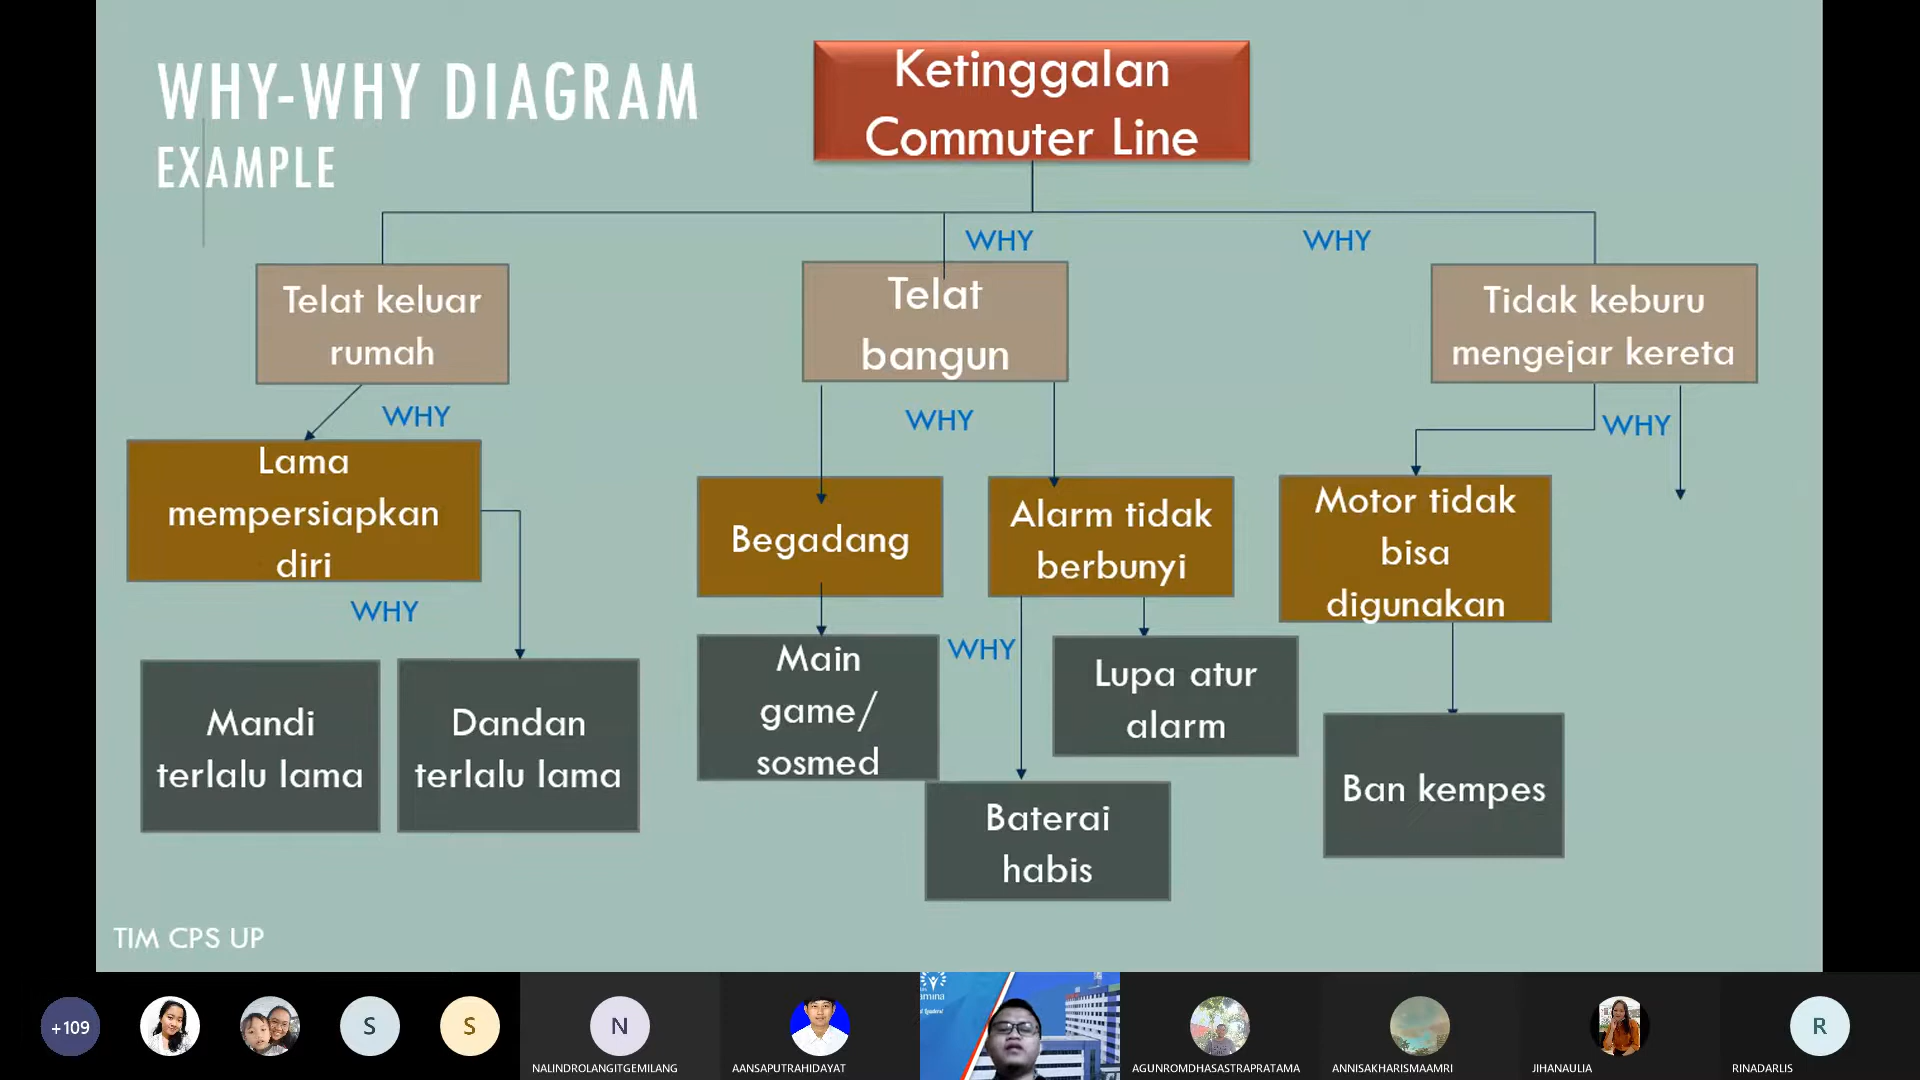 WHY-WHY DIAGRAM
EXAMPLE
Ketinggalan
Commuter Line
WHY
WHY
Telat keluar
rumah
Telat
bangun
Tidak keburu
mengejar kereta
WHY
WHY
WHY
Lama
mempersiapkan
diri
Begadang
Alarm tidak
berbunyi
Motor tidak
bisa
digunakan
WHY
WHY
Mandi
terlalu lama
Dandan
terlalu lama
Main
game/
sosmed
Lupa atur
alarm
Baterai
habis
Ban kempes
TIM CPS UP
+109
S
S
N
R
NALINDROLANGITGEMILANG
AANSAPUTRAHIDAYAT
AGUNROMDHASASTRAPRATAMA
ANNISAKHARISMAAMRI
JIHANAULIA
RINADARLIS